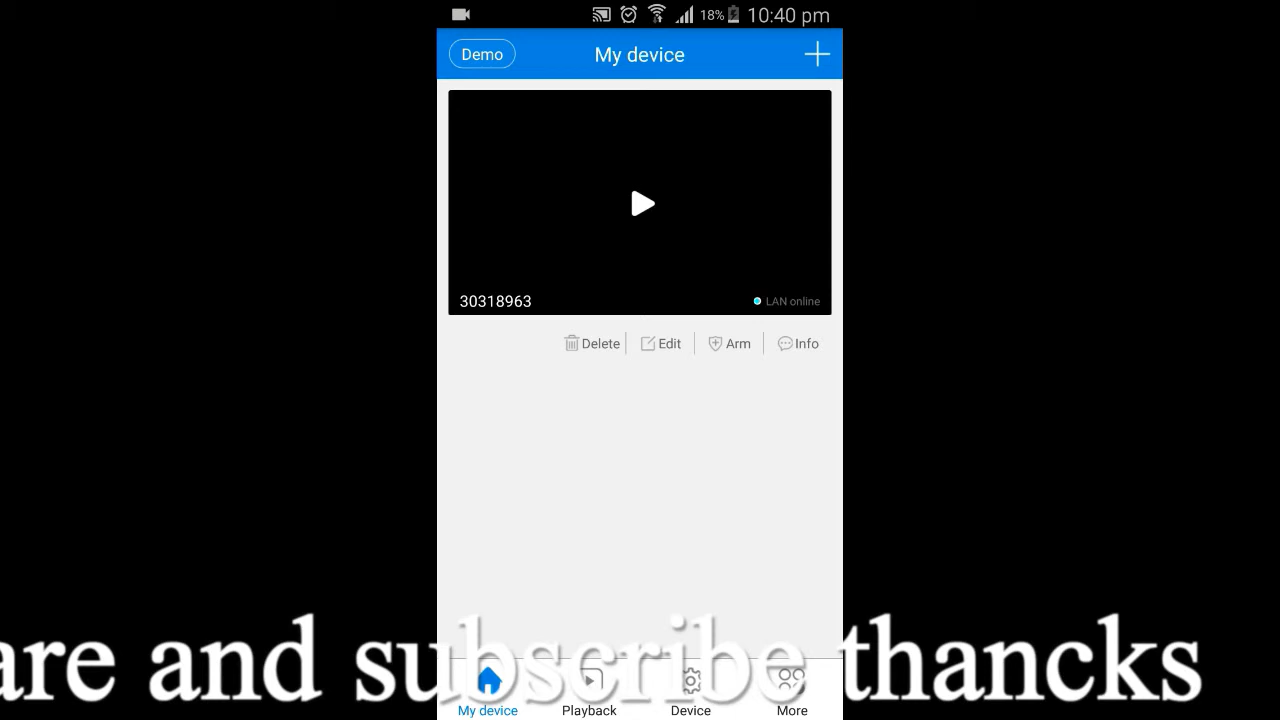 18% 10:40 pm
Demo My device
30318963 LAN online
Delete Edit Arm Info
are and subscribe thancks
My device Playback Device More